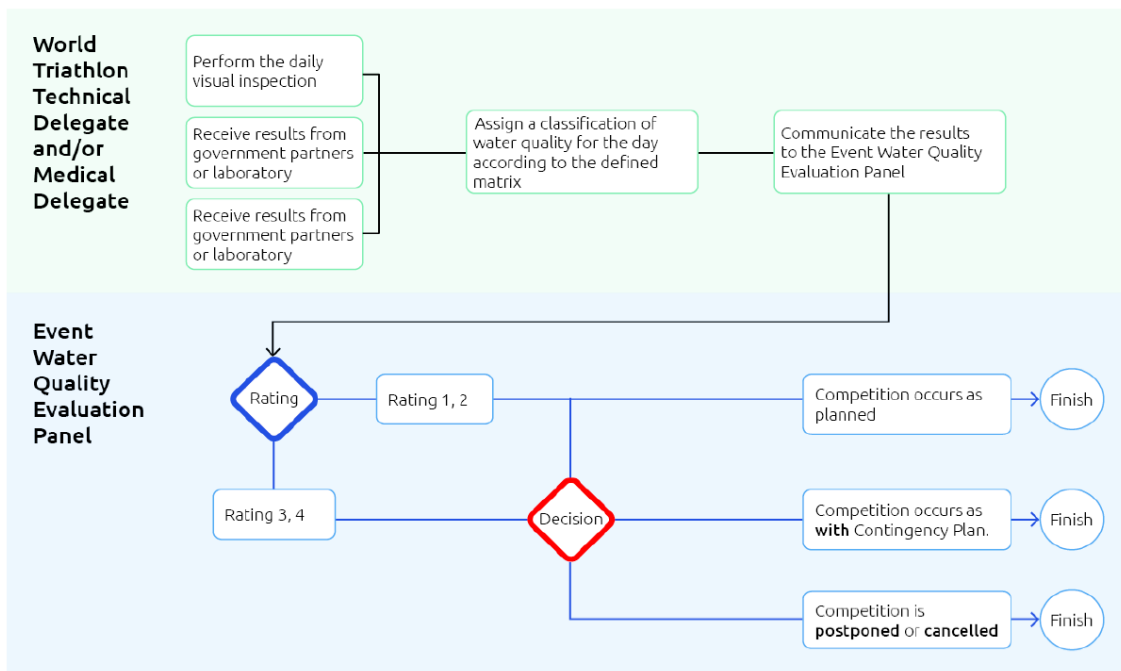 World
Triathlon
Technical
Delegate
and/or
Medical
Delegate
Perform the daily
visual inspection
Receive results from
government partners
or laboratory
Receive results from
government partners
or laboratory
Assign a classification of
water quality for the day
according to the defined
matrix
Communicate the results
to the Event Water Quality
Evaluation Panel
Event
Water
Quality
Evaluation
Panel
Rating
Rating 1, 2
Competition occurs as
planned
Finish
Rating 3, 4
Decision
Competition occurs as
with Contingency Plan.
Finish
Competition is
postponed or cancelled
Finish